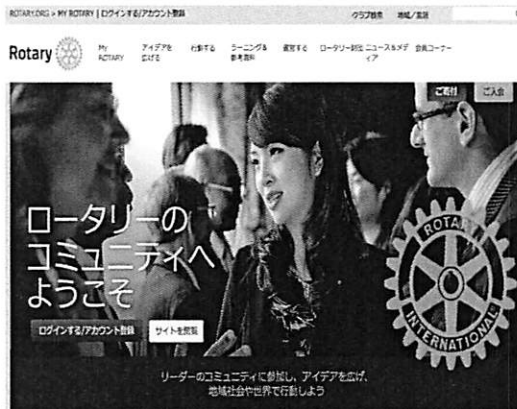 ROTARY.ORG > MY ROTARY | ログインする/アカウント登録
クラブ検索 地域/言語
Rotary
My ROTARY
アイデアを広げる
行動する
ラーニング&参考資料
運営する
ロータリー財団
ニュース&メディア
会員コーナー
ご寄付
ご入会
ロータリーの
コミュニティへ
ようこそ
ROTARY
INTERNATIONAL
ログインする/アカウント登録
サイトを閲覧
リーダーのコミュニティに参加し、アイデアを広げ、
地域社会や世界で行動しよう